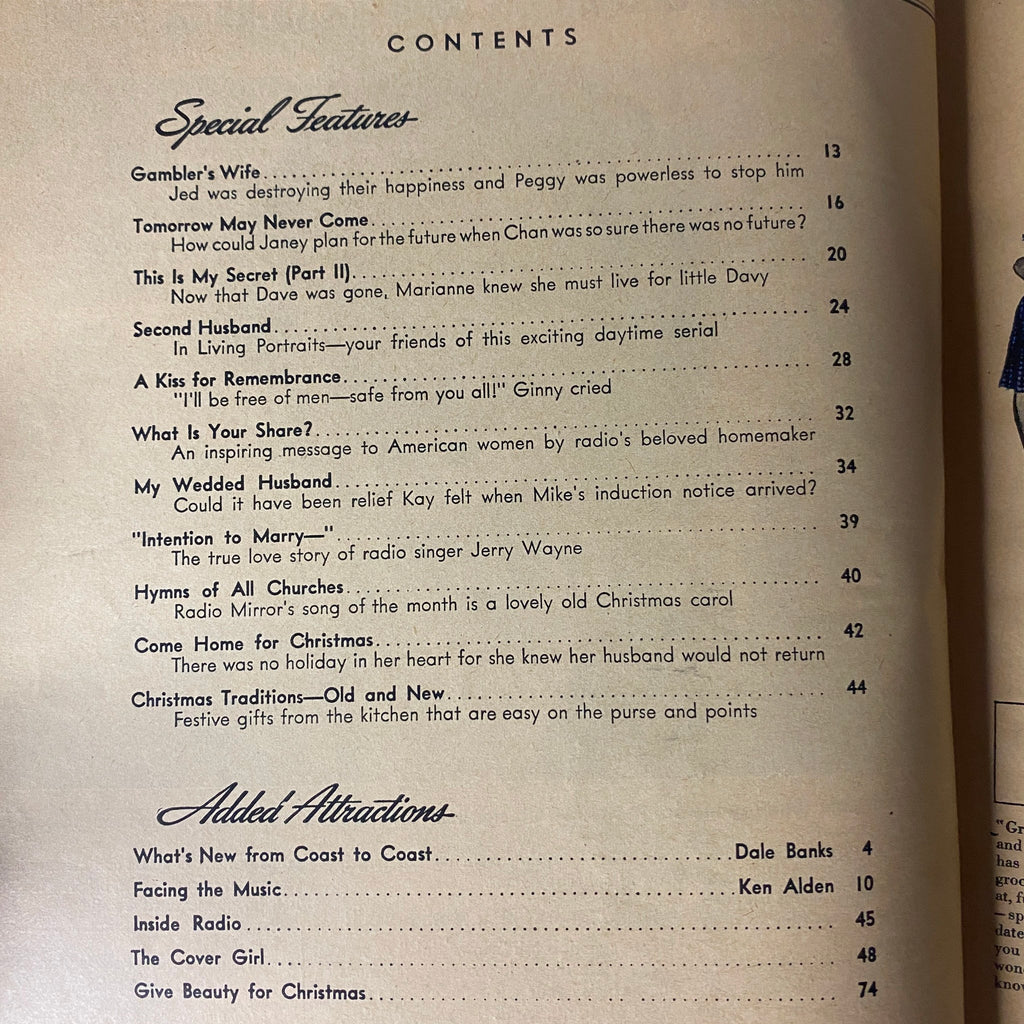 CONTENTS
Special Features
Gambler's Wife........................................ 13
Jed was destroying their happiness and Peggy was powerless to stop him
Tomorrow May Never Come........................................ 16
How could Janey plan for the future when Chan was so sure there was no future?
This Is My Secret (Part II)........................................ 20
Now that Dave was gone, Marianne knew she must live for little Davy
Second Husband........................................ 24
In Living Portraits—your friends of this exciting daytime serial
A Kiss for Remembrance........................................ 28
"I'll be free of men—safe from you all!" Ginny cried
What Is Your Share?........................................ 32
An inspiring message to American women by radio's beloved homemaker
My Wedded Husband........................................ 34
Could it have been relief Kay felt when Mike's induction notice arrived?
"Intention to Marry—"........................................ 39
The true love story of radio singer Jerry Wayne
Hymns of All Churches........................................ 40
Radio Mirror's song of the month is a lovely old Christmas carol
Come Home for Christmas........................................ 42
There was no holiday in her heart for she knew her husband would not return
Christmas Traditions—Old and New........................................ 44
Festive gifts from the kitchen that are easy on the purse and points
Added Attractions
What's New from Coast to Coast..............................Dale Banks 4
Facing the Music..............................Ken Alden 10
Inside Radio........................................ 45
The Cover Girl........................................ 48
Give Beauty for Christmas........................................ 74
"Gr
and
has
groo
at, f
—sp
date
you
won
know